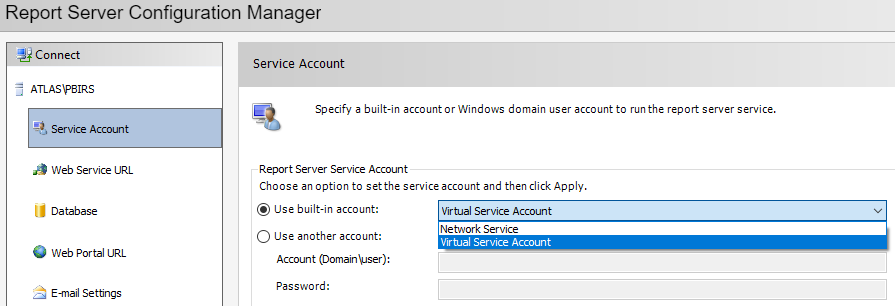 Report Server Configuration Manager
Connect
ATLAS\PBIRS
Service Account
Web Service URL
Database
Web Portal URL
E-mail Settings
Service Account
Specify a built-in account or Windows domain user account to run the report server service.
Report Server Service Account
Choose an option to set the service account and then click Apply.
Use built-in account:
Virtual Service Account
Network Service
Virtual Service Account
Use another account:
Account (Domain\user):
Password: